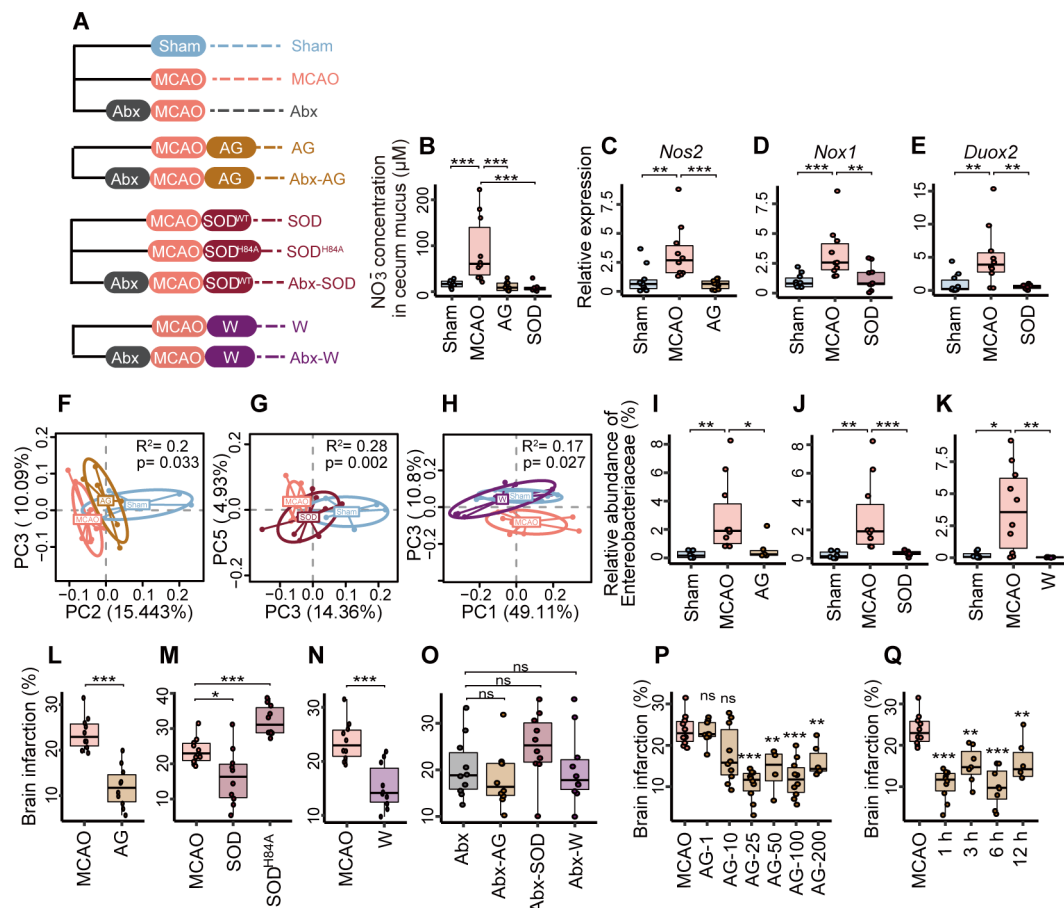 A
Sham Sham
MCAO MCAO
Abx MCAO Abx
MCAO AG AG
Abx MCAO AG Abx-AG
MCAO SOD^WT SOD
MCAO SOD^H84A SOD^H84A
Abx MCAO SOD^WT Abx-SOD
MCAO W W
Abx MCAO W Abx-W
B
NO3̄ concentration
in cecum mucus (µM)
200
100
0
*** ***
***
Sham MCAO AG SOD
C
Nos2
Relative expression
7.5
5.0
2.5
0
** ***
Sham MCAO AG
D
Nox1
7.5
5.0
2.5
0
*** **
Sham MCAO SOD
E
Duox2
15
10
5
0
** **
Sham MCAO SOD
F
PC3 (10.09%)
0.2
0.1
0.0
-0.1
R²= 0.2
p= 0.033
AG
Sham
MCAO
-0.1 0.0 0.1 0.2
PC2 (15.443%)
G
PC5 (4.93%)
0.2
0.0
-0.2
R²= 0.28
p= 0.002
MCAO
SOD
Sham
-0.2 0.0 0.2
PC3 (14.36%)
H
PC3 (10.8%)
0.2
0.0
-0.2
R²= 0.17
p= 0.027
Sham
W
MCAO
-0.2 0.0 0.2
PC1 (49.11%)
I
Relative abundance of
Entereobacteriaceae (%)
8
6
4
2
0
** *
Sham MCAO AG
J
8
6
4
2
0
** ***
Sham MCAO SOD
K
7.5
5.0
2.5
0
* **
Sham MCAO W
L
Brain infarction (%)
30
20
10
***
MCAO AG
M
40
30
20
10
***
*
MCAO SOD SOD^H84A
N
30
20
10
***
MCAO W
O
30
20
10
ns
ns
ns
Abx Abx-AG Abx-SOD Abx-W
P
Brain infarction (%)
30
20
10
ns ns *** ** *** **
MCAO AG-1 AG-10 AG-25 AG-50 AG-100 AG-200
Q
Brain infarction (%)
30
20
10
*** ** *** **
MCAO 1 h 3 h 6 h 12 h